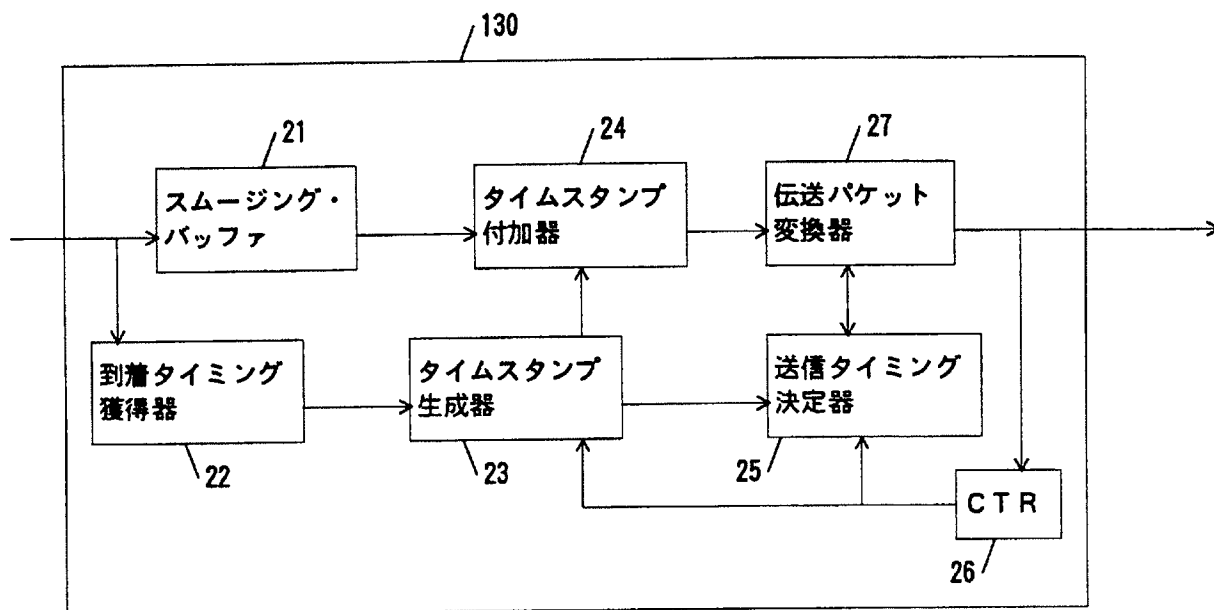 130
21
スムージング・
バッファ
24
タイムスタンプ
付加器
27
伝送パケット
変換器
到着タイミング
獲得器
22
タイムスタンプ
生成器
23
送信タイミング
決定器
25
CTR
26